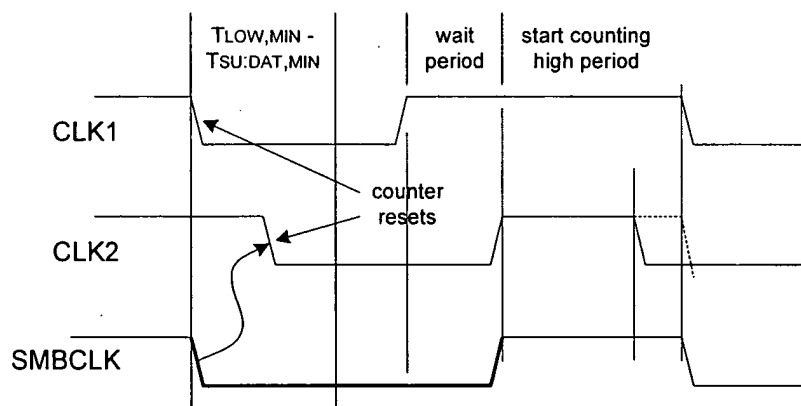 TLOW,MIN -
TSU:DAT,MIN
wait
period
start counting
high period
CLK1
counter
resets
CLK2
SMBCLK